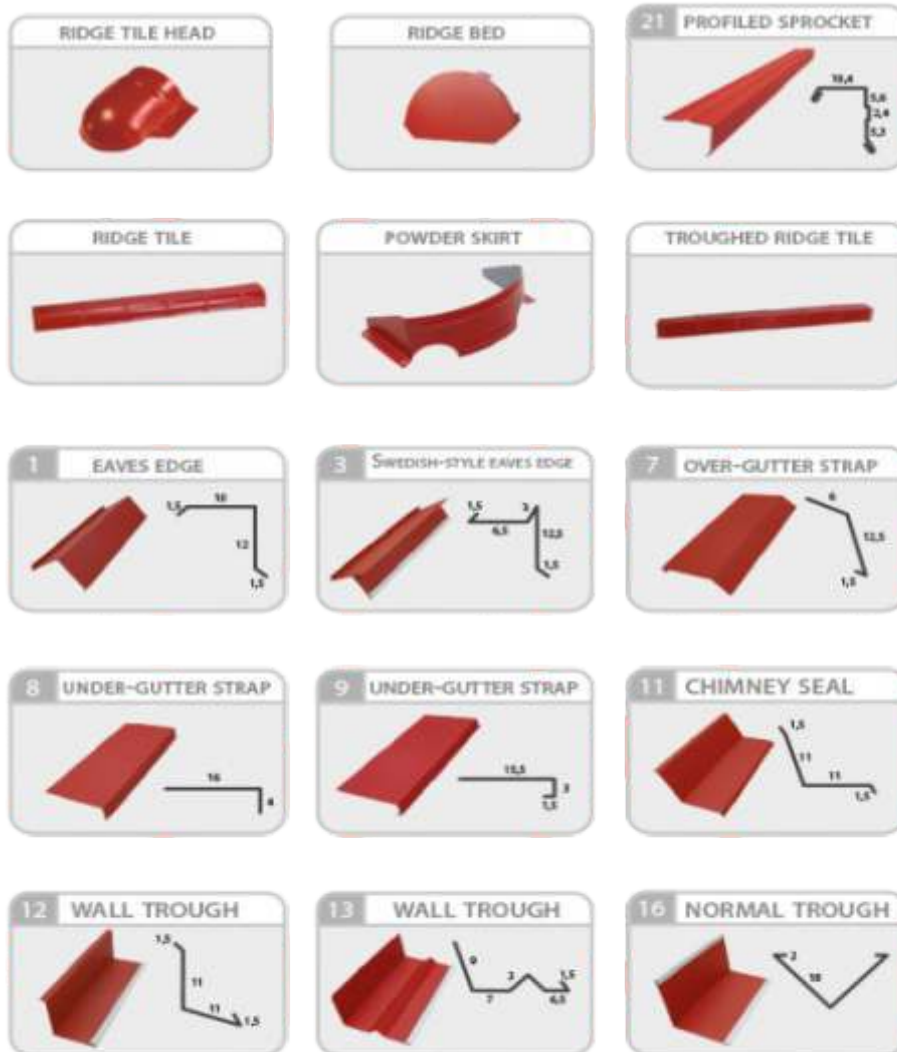 RIDGE TILE HEAD
RIDGE BED
21 PROFILED SPROCKET
10,4
5,6
2,4
5,3
RIDGE TILE
POWDER SKIRT
TROUGHED RIDGE TILE
1 EAVES EDGE
1,5
10
12
1,5
3 SWEDISH-STYLE EAVES EDGE
1,5
6,5
3
12,5
1,5
7 OVER-GUTTER STRAP
6
12,5
1,5
8 UNDER-GUTTER STRAP
16
4
9 UNDER-GUTTER STRAP
15,5
3
1,5
11 CHIMNEY SEAL
1,5
11
11
1,5
12 WALL TROUGH
1,5
11
11
1,5
13 WALL TROUGH
9
7
3
1,5
6,5
16 NORMAL TROUGH
2
18